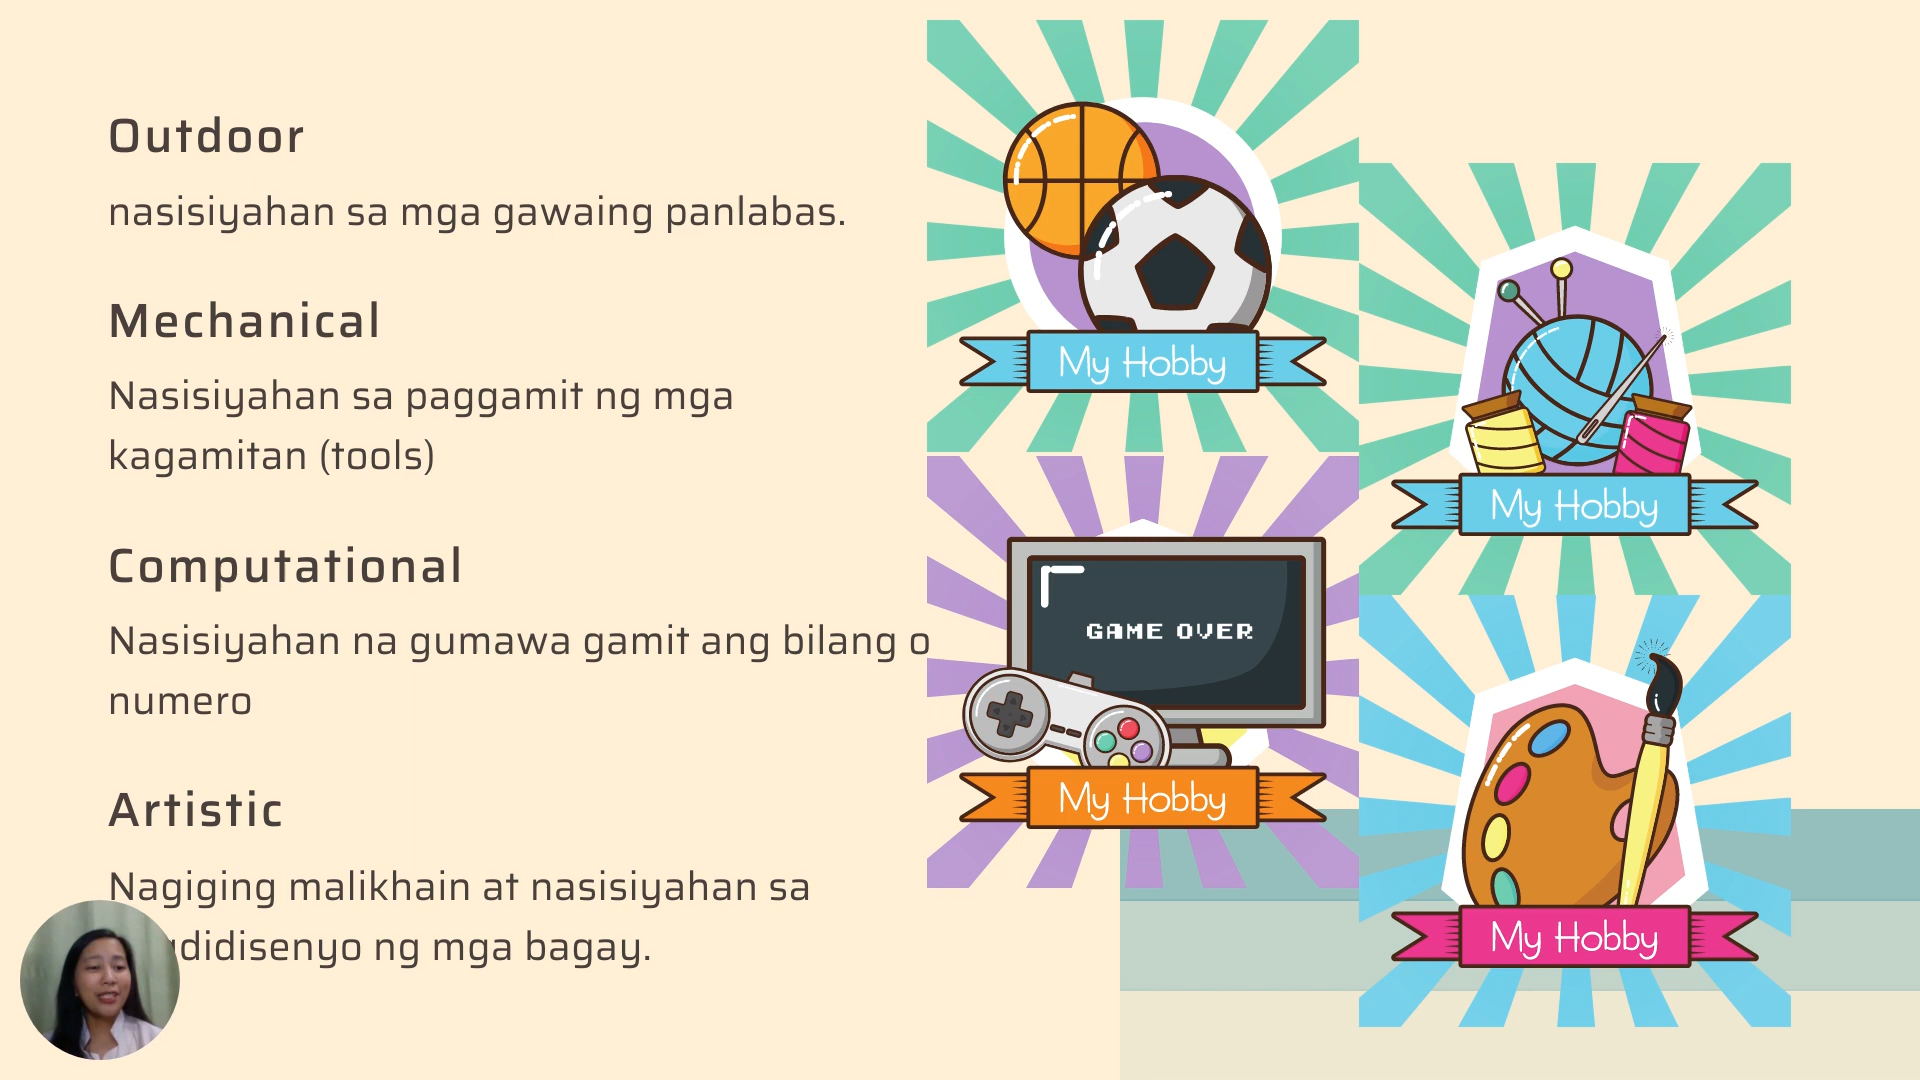 Outdoor
nasisiyahan sa mga gawaing panlabas.
Mechanical
Nasisiyahan sa paggamit ng mga
kagamitan (tools)
Computational
Nasisiyahan na gumawa gamit ang bilang o
numero
Artistic
Nagiging malikhain at nasisiyahan sa
ng mga bagay.
My Hobby
My Hobby
GAME OVER
My Hobby
My Hobby